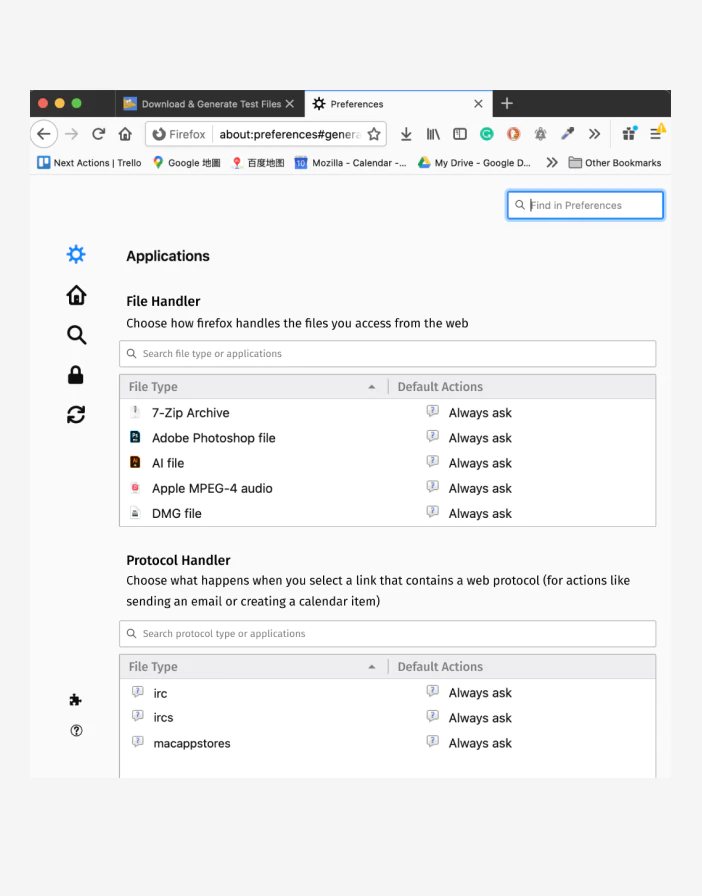 Download & Generate Test Files
Preferences
Firefox
about:preferences#genera
Next Actions | Trello
Google 地圖
百度地图
10
Mozilla - Calendar -...
My Drive - Google D...
Other Bookmarks
Find in Preferences
Applications
File Handler
Choose how firefox handles the files you access from the web
Search file type or applications
File Type
Default Actions
7-Zip Archive
Always ask
Adobe Photoshop file
Always ask
AI file
Always ask
Apple MPEG-4 audio
Always ask
DMG file
Always ask
Protocol Handler
Choose what happens when you select a link that contains a web protocol (for actions like
sending an email or creating a calendar item)
Search protocol type or applications
File Type
Default Actions
irc
Always ask
ircs
Always ask
macappstores
Always ask